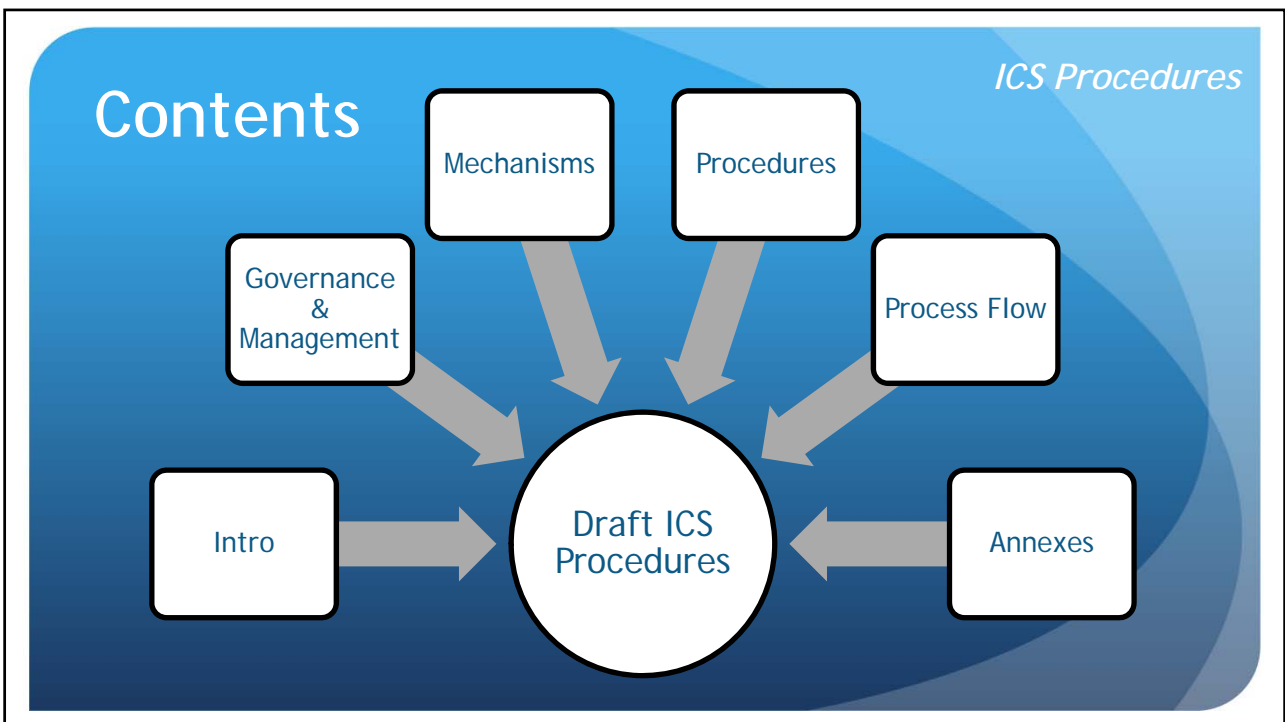 ICS Procedures
Contents
Mechanisms
Procedures
Governance
&
Management
Process Flow
Intro
Draft ICS
Procedures
Annexes